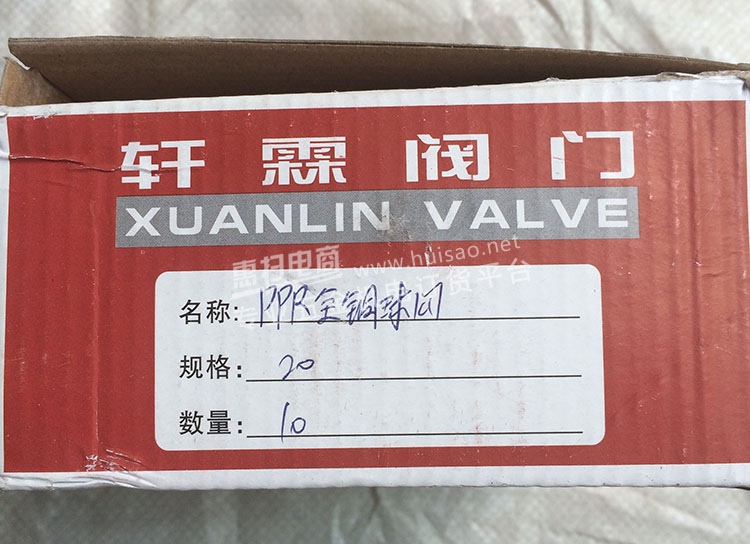 轩霖阀门
XUANLIN VALVE
惠扫电商 www.huisao.net
名称: PPR全铜球阀
规格: 20
数量: 10